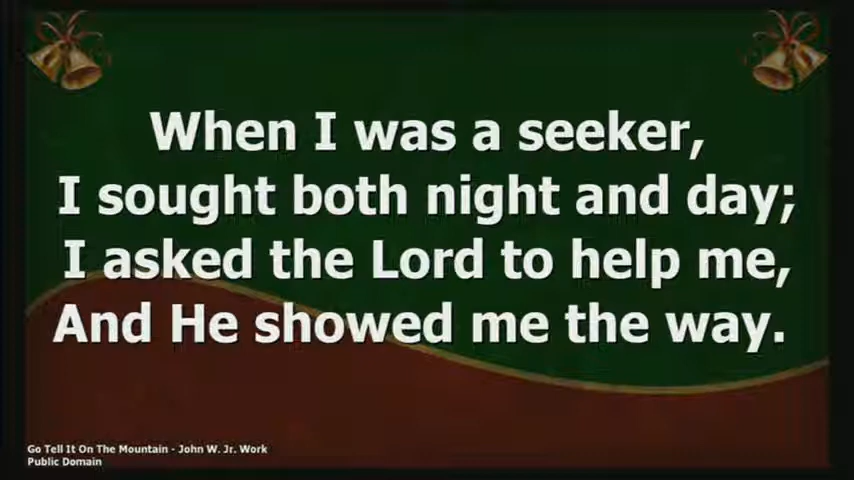 When I was a seeker,
I sought both night and day;
I asked the Lord to help me,
And He showed me the way.
Go Tell It On The Mountain - John W. Jr. Work
Public Domain